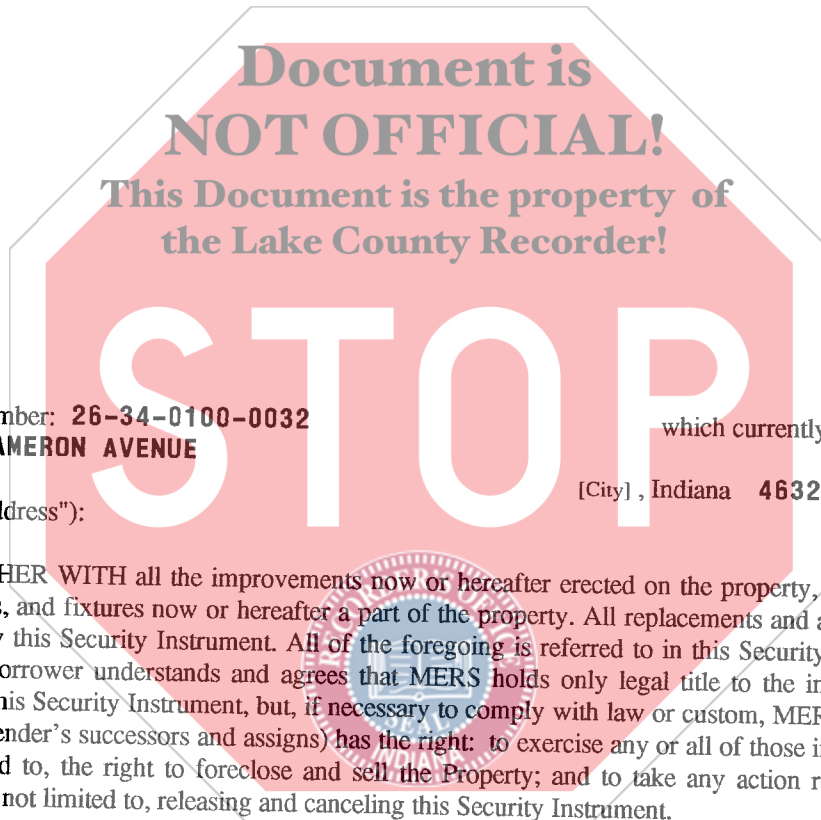 Document is
NOT OFFICIAL!
This Document is the property of
the Lake County Recorder!
STOP
mber: 26-34-0100-0032
which currently
AMERON AVENUE
[City] , Indiana 4632
ddress"):
HER WITH all the improvements now or hereafter erected on the property,
s, and fixtures now or hereafter a part of the property. All replacements and a
y this Security Instrument. All of the foregoing is referred to in this Security
orrower understands and agrees that MERS holds only legal title to the in
his Security Instrument, but, if necessary to comply with law or custom, MER
ender's successors and assigns) has the right: to exercise any or all of those i
d to, the right to foreclose and sell the Property; and to take any action r
not limited to, releasing and canceling this Security Instrument.
RECORDER'S OFFICE
SEAL
INDIANA